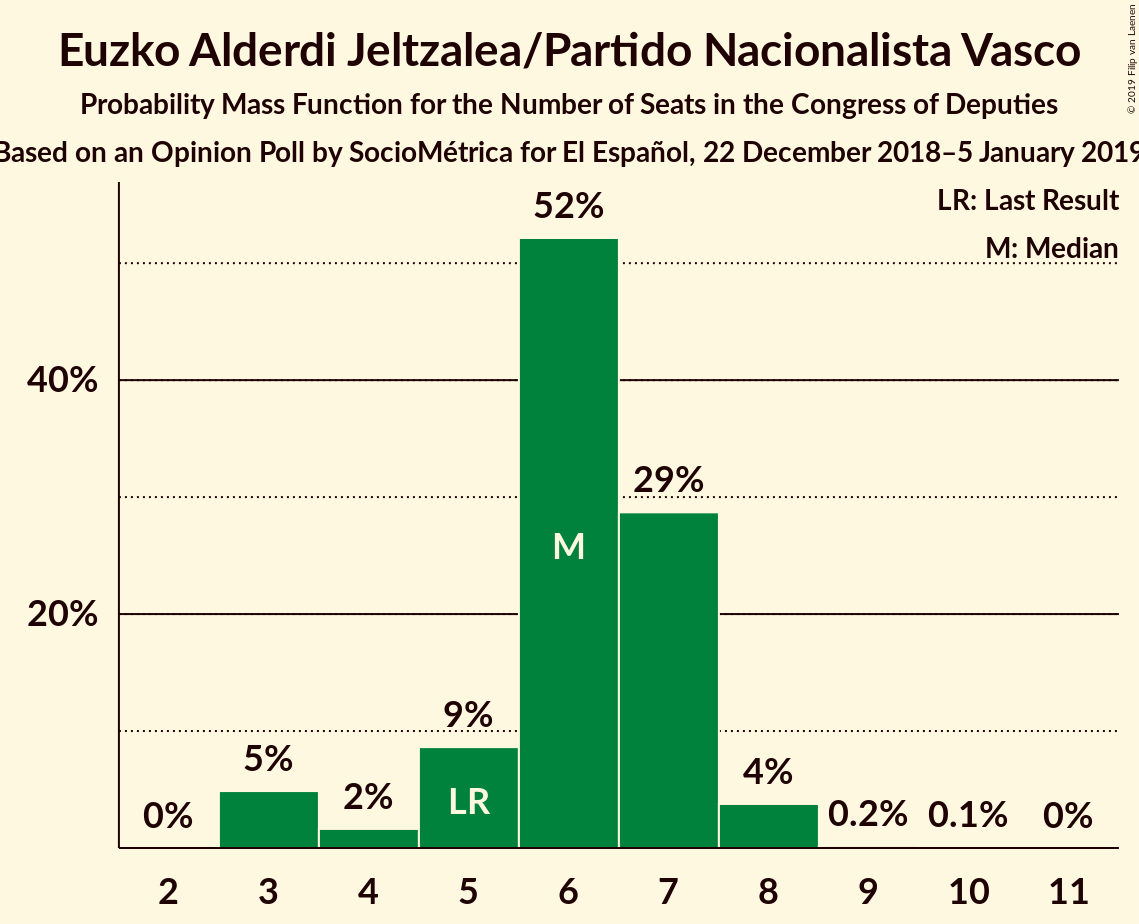 Euzko Alderdi Jeltzalea/Partido Nacionalista Vasco
Probability Mass Function for the Number of Seats in the Congress of Deputies
Based on an Opinion Poll by SocioMétrica for El Español, 22 December 2018–5 January 2019
© 2019 Filip van Laenen
LR: Last Result
M: Median
52%
40%
29%
M
20%
9%
5%
4%
2%
LR
0%
0.2%
0.1%
0%
2 3 4 5 6 7 8 9 10 11